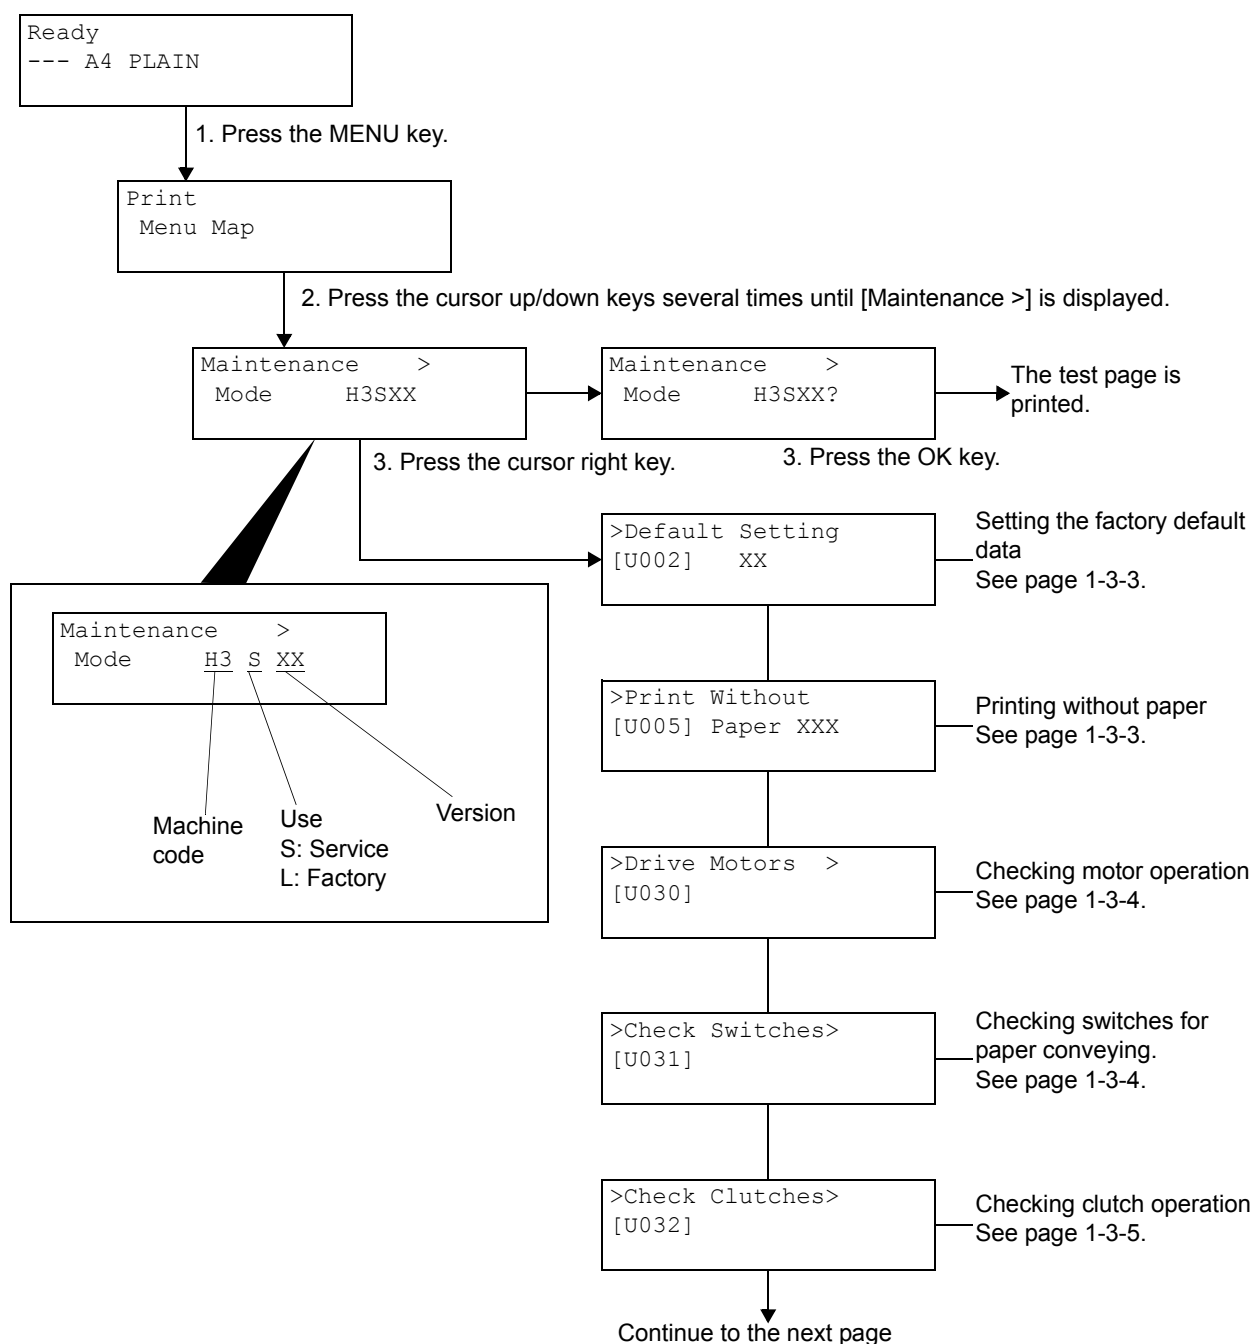 Ready
--- A4 PLAIN
1. Press the MENU key.
Print
Menu Map
2. Press the cursor up/down keys several times until [Maintenance >] is displayed.
Maintenance >
Mode H3SXX
Maintenance >
Mode H3SXX?
The test page is
printed.
3. Press the cursor right key.
3. Press the OK key.
>Default Setting
[U002] XX
Setting the factory default
data
See page 1-3-3.
Maintenance >
Mode H3 S XX
Machine
code
Use
S: Service
L: Factory
Version
>Print Without
[U005] Paper XXX
Printing without paper
See page 1-3-3.
>Drive Motors >
[U030]
Checking motor operation
See page 1-3-4.
>Check Switches>
[U031]
Checking switches for
paper conveying.
See page 1-3-4.
>Check Clutches>
[U032]
Checking clutch operation
See page 1-3-5.
Continue to the next page